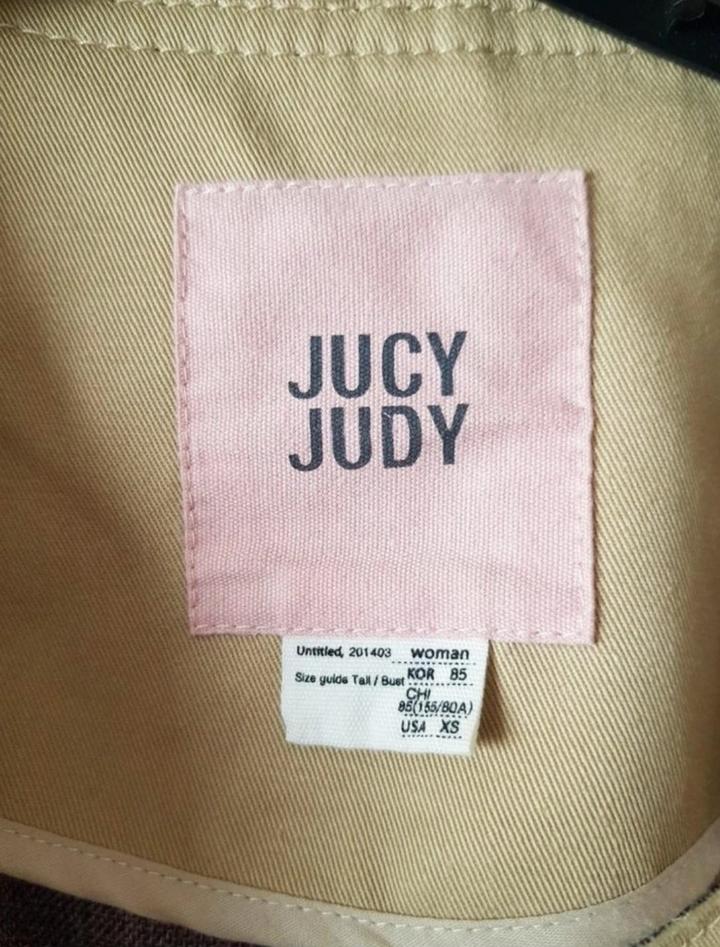 JUCY
JUDY
Untitled, 201403 woman
Size guide Tall / Bust KOR 85
CHI
85(155/80A)
USA XS